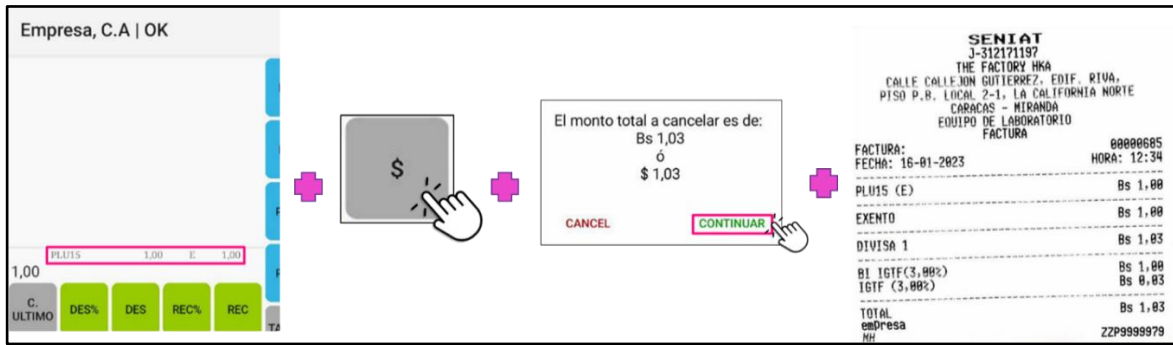 Empresa, C.A | OK
PLU15 1,00 E 1,00
1,00
C. ULTIMO
DES%
DES
REC%
REC
TA
$
El monto total a cancelar es de:
Bs 1,03
ó
$ 1,03
CANCEL CONTINUAR
SENIAT
J-312171197
THE FACTORY HKA
CALLE CALLEJON GUTIERREZ, EDIF. RIVA,
PISO P.B. LOCAL 2-1, LA CALIFORNIA NORTE
CARACAS - MIRANDA
EQUIPO DE LABORATORIO
FACTURA
FACTURA: 00000685
FECHA: 16-01-2023 HORA: 12:34
PLU15 (E) Bs 1,00
EXENTO Bs 1,00
DIVISA 1 Bs 1,03
BI IGTF(3,00%) Bs 1,00
IGTF (3,00%) Bs 0,03
TOTAL Bs 1,03
emPresa
MH ZZP9999979